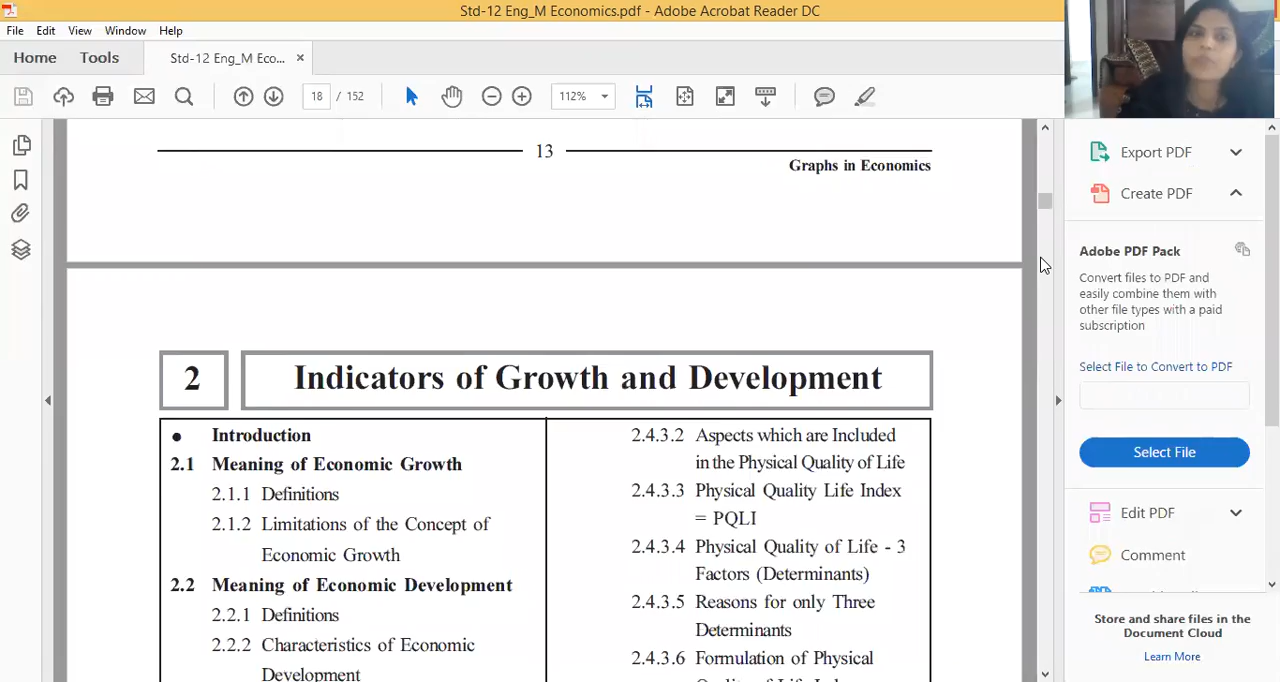 Std-12 Eng_M Economics.pdf - Adobe Acrobat Reader DC
File Edit View Window Help
Home Tools Std-12 Eng_M Eco... ×
18 / 152 112%
13
Graphs in Economics
2 Indicators of Growth and Development
• Introduction
2.1 Meaning of Economic Growth
2.1.1 Definitions
2.1.2 Limitations of the Concept of
Economic Growth
2.2 Meaning of Economic Development
2.2.1 Definitions
2.2.2 Characteristics of Economic
Development
2.4.3.2 Aspects which are Included
in the Physical Quality of Life
2.4.3.3 Physical Quality Life Index
= PQLI
2.4.3.4 Physical Quality of Life - 3
Factors (Determinants)
2.4.3.5 Reasons for only Three
Determinants
2.4.3.6 Formulation of Physical
Quality of Life Index
Export PDF
Create PDF
Adobe PDF Pack
Convert files to PDF and
easily combine them with
other file types with a paid
subscription
Select File to Convert to PDF
Select File
Edit PDF
Comment
Store and share files in the
Document Cloud
Learn More